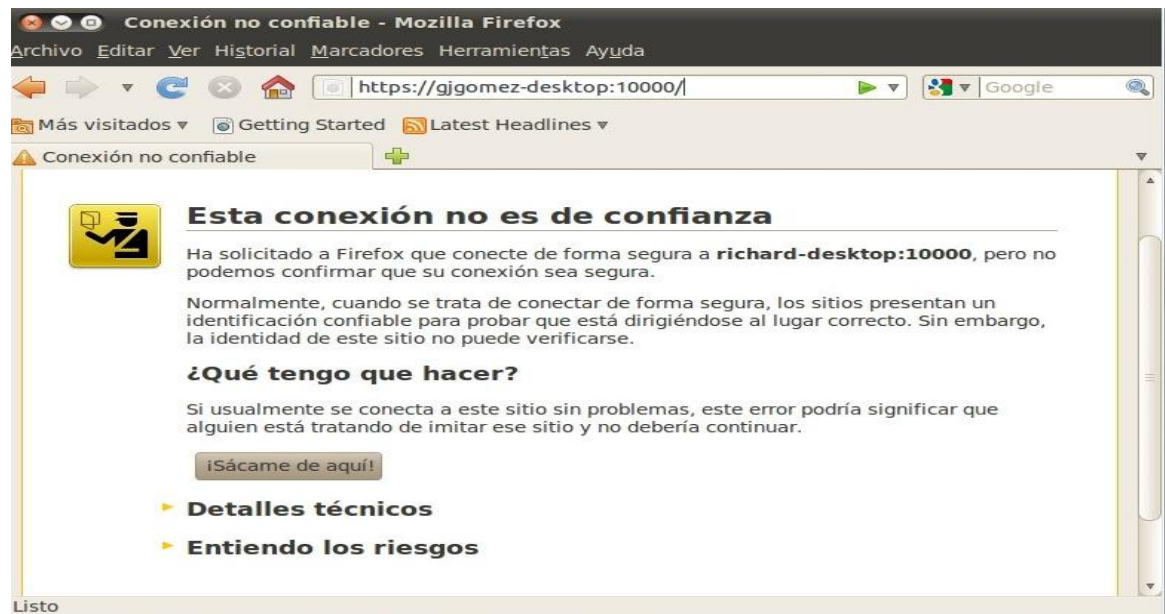 Conexión no confiable - Mozilla Firefox
Archivo Editar Ver Historial Marcadores Herramientas Ayuda
https://gjgomez-desktop:10000/
Google
Más visitados
Getting Started
Latest Headlines
Conexión no confiable
Esta conexión no es de confianza
Ha solicitado a Firefox que conecte de forma segura a richard-desktop:10000, pero no
podemos confirmar que su conexión sea segura.
Normalmente, cuando se trata de conectar de forma segura, los sitios presentan un
identificación confiable para probar que está dirigiéndose al lugar correcto. Sin embargo,
la identidad de este sitio no puede verificarse.
¿Qué tengo que hacer?
Si usualmente se conecta a este sitio sin problemas, este error podría significar que
alguien está tratando de imitar ese sitio y no debería continuar.
¡Sácame de aquí!
Detalles técnicos
Entiendo los riesgos
Listo